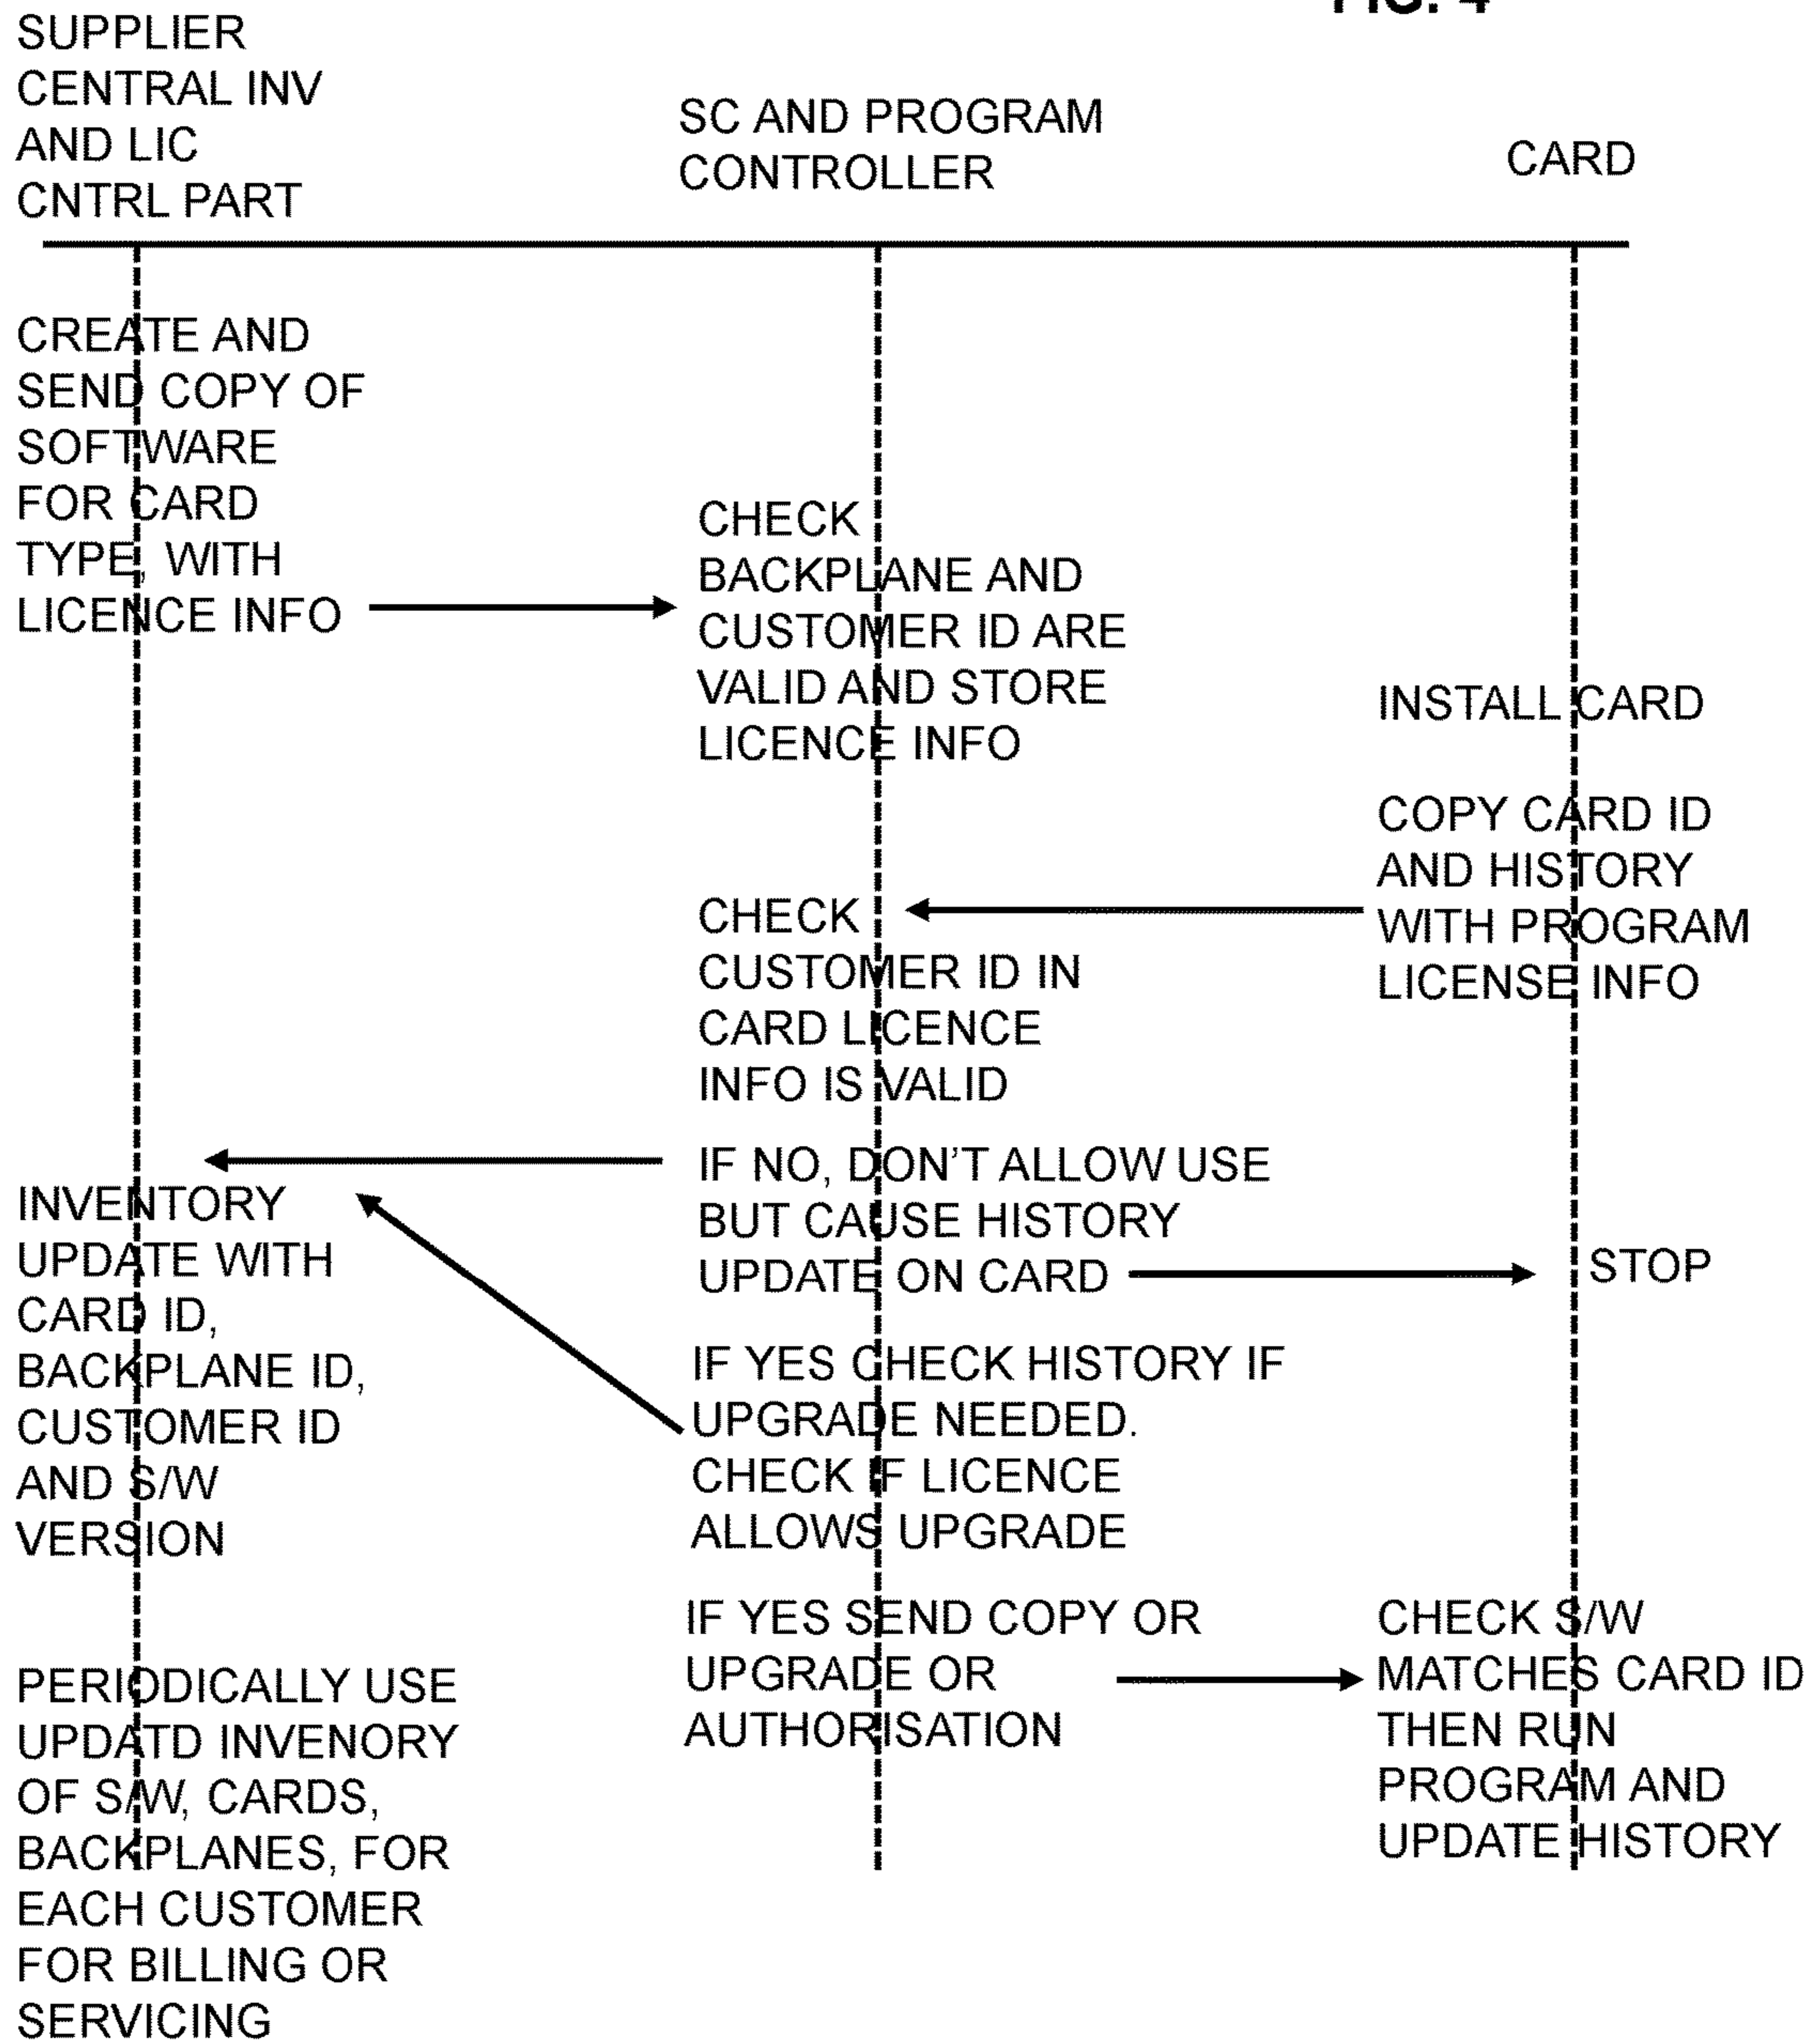 FIG. 4
SUPPLIER
CENTRAL INV
AND LIC
CNTRL PART
SC AND PROGRAM
CONTROLLER
CARD
CREATE AND
SEND COPY OF
SOFTWARE
FOR CARD
TYPE, WITH
LICENCE INFO
CHECK
BACKPLANE AND
CUSTOMER ID ARE
VALID AND STORE
LICENCE INFO
INSTALL CARD
COPY CARD ID
AND HISTORY
WITH PROGRAM
LICENSE INFO
CHECK
CUSTOMER ID IN
CARD LICENCE
INFO IS VALID
IF NO, DON'T ALLOW USE
BUT CAUSE HISTORY
UPDATE ON CARD
STOP
INVENTORY
UPDATE WITH
CARD ID,
BACKPLANE ID,
CUSTOMER ID
AND S/W
VERSION
IF YES CHECK HISTORY IF
UPGRADE NEEDED.
CHECK IF LICENCE
ALLOWS UPGRADE
IF YES SEND COPY OR
UPGRADE OR
AUTHORISATION
CHECK S/W
MATCHES CARD ID
THEN RUN
PROGRAM AND
UPDATE HISTORY
PERIODICALLY USE
UPDATD INVENORY
OF S/W, CARDS,
BACKPLANES, FOR
EACH CUSTOMER
FOR BILLING OR
SERVICING